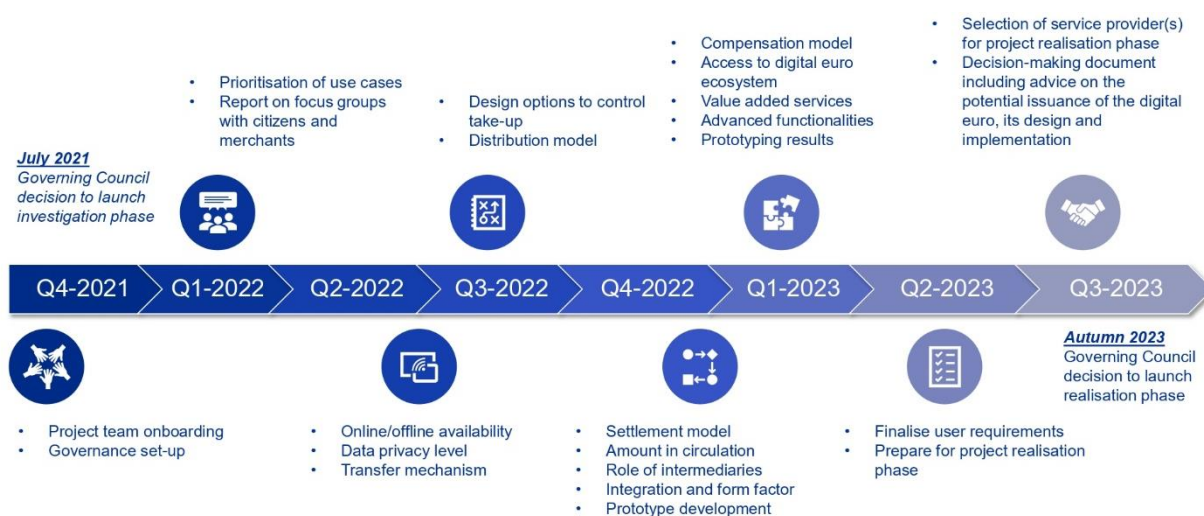 July 2021
Governing Council
decision to launch
investigation phase
• Prioritisation of use cases
• Report on focus groups
with citizens and
merchants
• Design options to control
take-up
• Distribution model
• Compensation model
• Access to digital euro
ecosystem
• Value added services
• Advanced functionalities
• Prototyping results
• Selection of service provider(s)
for project realisation phase
• Decision-making document
including advice on the
potential issuance of the digital
euro, its design and
implementation
Q4-2021
Q1-2022
Q2-2022
Q3-2022
Q4-2022
Q1-2023
Q2-2023
Q3-2023
• Project team onboarding
• Governance set-up
• Online/offline availability
• Data privacy level
• Transfer mechanism
• Settlement model
• Amount in circulation
• Role of intermediaries
• Integration and form factor
• Prototype development
• Finalise user requirements
• Prepare for project realisation
phase
Autumn 2023
Governing Council
decision to launch
realisation phase